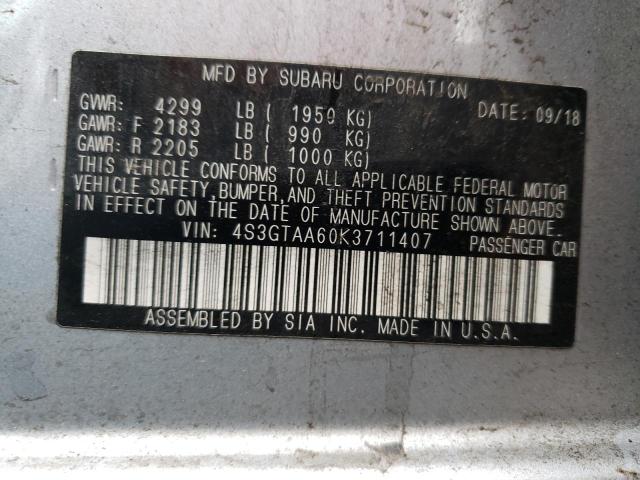 MFD BY SUBARU CORPORATION
GVWR: 4299 LB ( 1950 KG) DATE: 09/18
GAWR: F 2183 LB ( 990 KG)
GAWR: R 2205 LB ( 1000 KG)
THIS VEHICLE CONFORMS TO ALL APPLICABLE FEDERAL MOTOR
VEHICLE SAFETY, BUMPER, AND THEFT PREVENTION STANDARDS
IN EFFECT ON THE DATE OF MANUFACTURE SHOWN ABOVE.
VIN: 4S3GTAA60K3711407 PASSENGER CAR
ASSEMBLED BY SIA INC. MADE IN U.S.A.